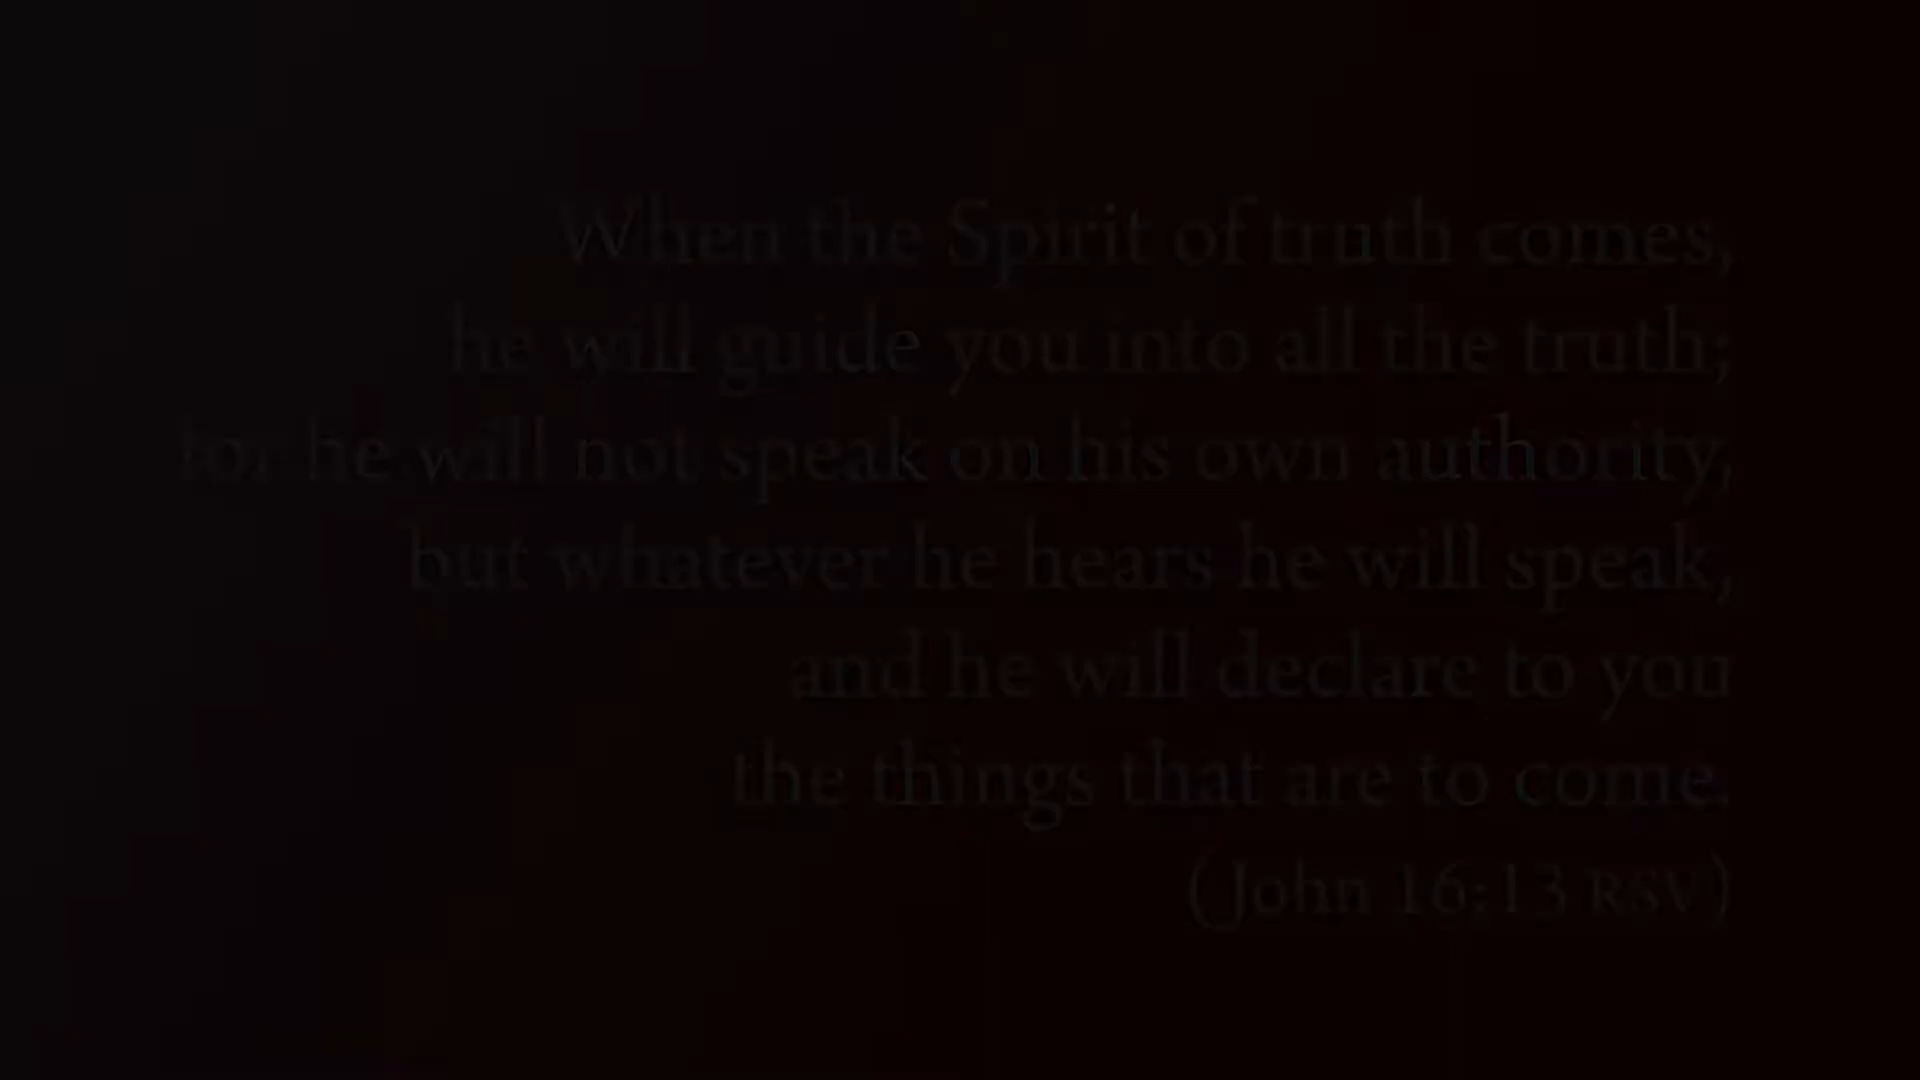 When the Spirit of truth comes,
he will guide you into all the truth;
for he will not speak on his own authority,
but whatever he hears he will speak,
and he will declare to you
the things that are to come.
(John 16:13 RSV)